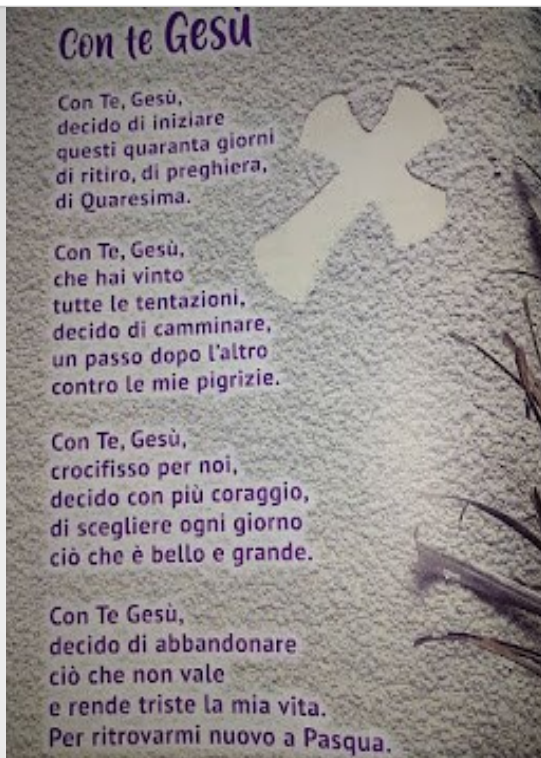 Con te Gesù
Con Te, Gesù,
decido di iniziare
questi quaranta giorni
di ritiro, di preghiera,
di Quaresima.
Con Te, Gesù,
che hai vinto
tutte le tentazioni,
decido di camminare,
un passo dopo l'altro
contro le mie pigrizie.
Con Te, Gesù,
crocifisso per noi,
decido con più coraggio,
di scegliere ogni giorno
ciò che è bello e grande.
Con Te Gesù,
decido di abbandonare
ciò che non vale
e rende triste la mia vita.
Per ritrovarmi nuovo a Pasqua.